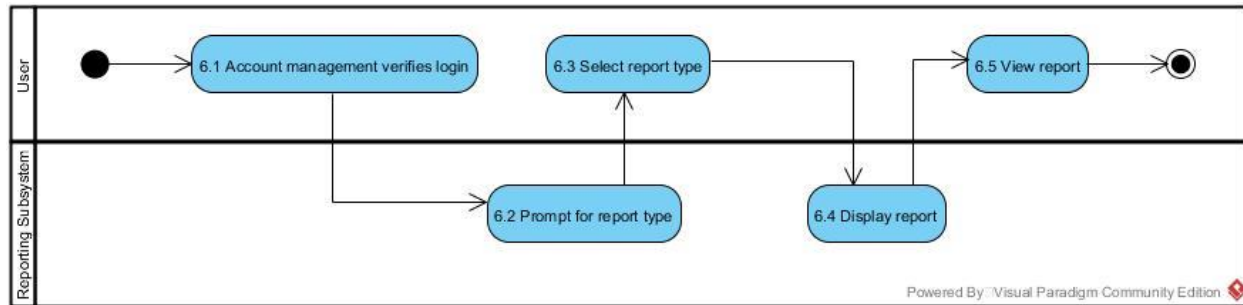 User
6.1 Account management verifies login
6.3 Select report type
6.5 View report
Reporting Subsystem
6.2 Prompt for report type
6.4 Display report
Powered By Visual Paradigm Community Edition